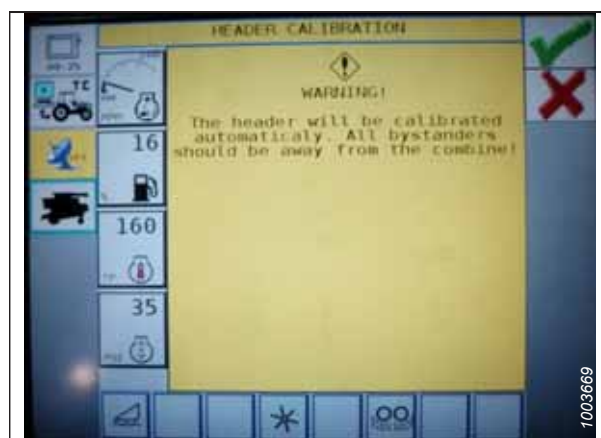 HEADER CALIBRATION
WARNING!
The header will be calibrated
automaticaly. All bystanders
should be away from the combine!
TC
16
160
35
1003669